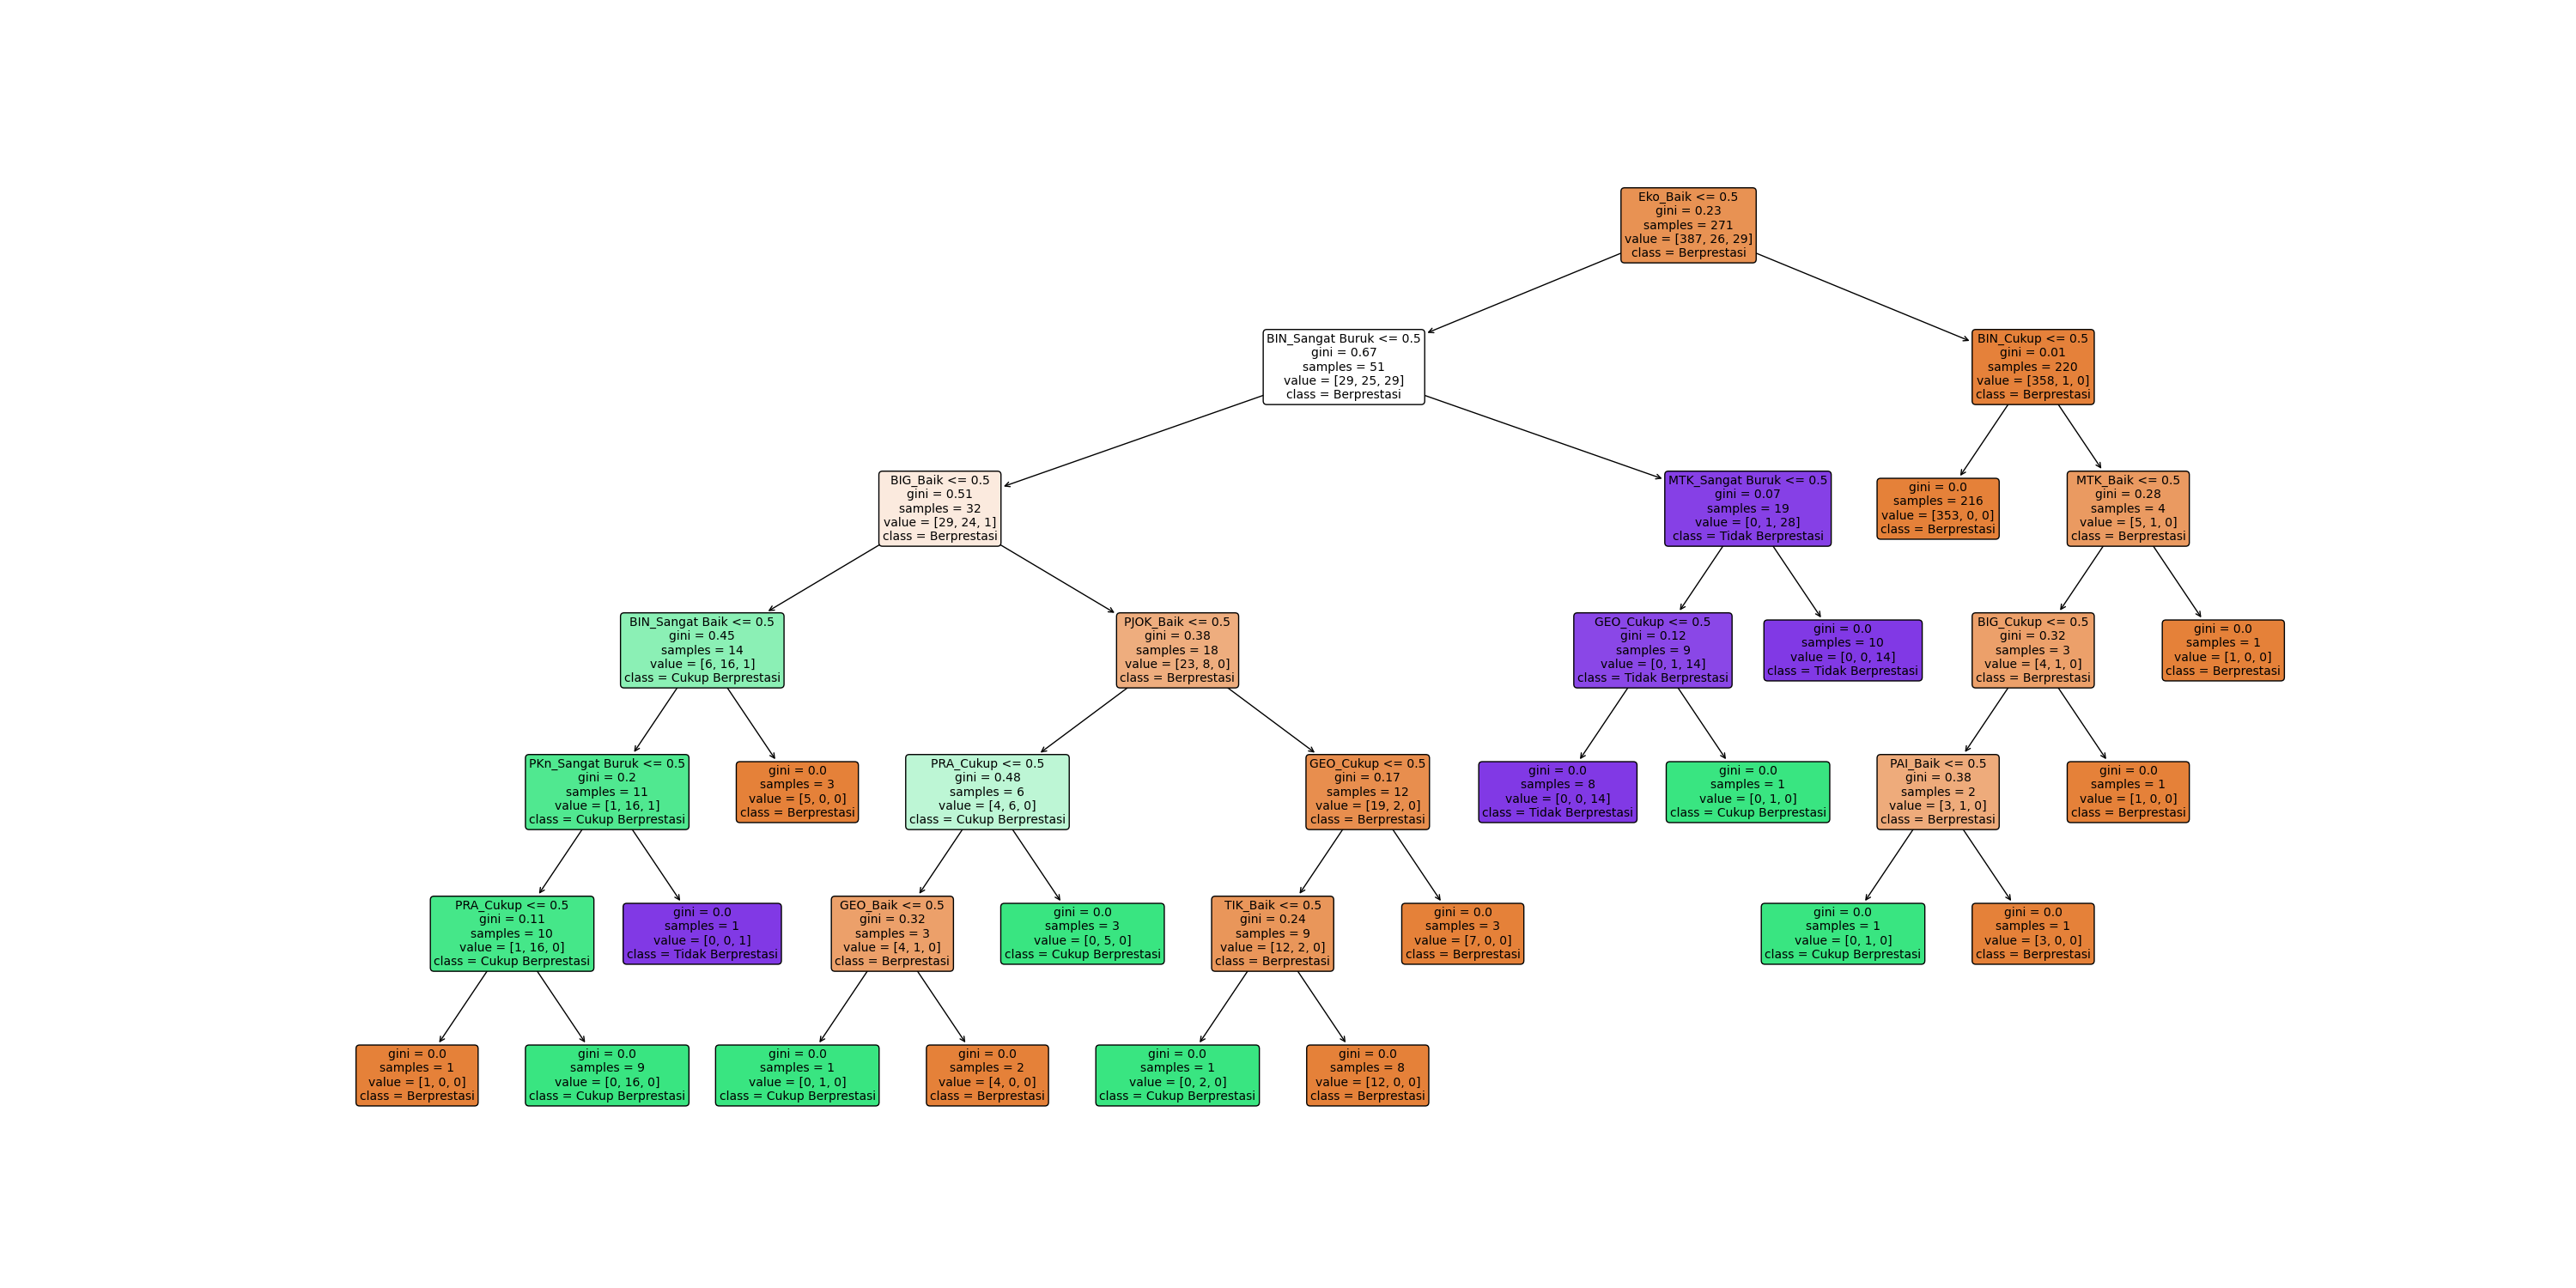 Eko_Baik <= 0.5
gini = 0.23
samples = 271
value = [387, 26, 29]
class = Berprestasi
BIN_Sangat Buruk <= 0.5
gini = 0.67
samples = 51
value = [29, 25, 29]
class = Berprestasi
BIN_Cukup <= 0.5
gini = 0.01
samples = 220
value = [358, 1, 0]
class = Berprestasi
BIG_Baik <= 0.5
gini = 0.51
samples = 32
value = [29, 24, 1]
class = Berprestasi
MTK_Sangat Buruk <= 0.5
gini = 0.07
samples = 19
value = [0, 1, 28]
class = Tidak Berprestasi
gini = 0.0
samples = 216
value = [353, 0, 0]
class = Berprestasi
MTK_Baik <= 0.5
gini = 0.28
samples = 4
value = [5, 1, 0]
class = Berprestasi
BIN_Sangat Baik <= 0.5
gini = 0.45
samples = 14
value = [6, 16, 1]
class = Cukup Berprestasi
PJOK_Baik <= 0.5
gini = 0.38
samples = 18
value = [23, 8, 0]
class = Berprestasi
GEO_Cukup <= 0.5
gini = 0.12
samples = 9
value = [0, 1, 14]
class = Tidak Berprestasi
gini = 0.0
samples = 10
value = [0, 0, 14]
class = Tidak Berprestasi
BIG_Cukup <= 0.5
gini = 0.32
samples = 3
value = [4, 1, 0]
class = Berprestasi
gini = 0.0
samples = 1
value = [1, 0, 0]
class = Berprestasi
PKn_Sangat Buruk <= 0.5
gini = 0.2
samples = 11
value = [1, 16, 1]
class = Cukup Berprestasi
gini = 0.0
samples = 3
value = [5, 0, 0]
class = Berprestasi
PRA_Cukup <= 0.5
gini = 0.48
samples = 6
value = [4, 6, 0]
class = Cukup Berprestasi
GEO_Cukup <= 0.5
gini = 0.17
samples = 12
value = [19, 2, 0]
class = Berprestasi
gini = 0.0
samples = 8
value = [0, 0, 14]
class = Tidak Berprestasi
gini = 0.0
samples = 1
value = [0, 1, 0]
class = Cukup Berprestasi
PAI_Baik <= 0.5
gini = 0.38
samples = 2
value = [3, 1, 0]
class = Berprestasi
gini = 0.0
samples = 1
value = [1, 0, 0]
class = Berprestasi
PRA_Cukup <= 0.5
gini = 0.11
samples = 10
value = [1, 16, 0]
class = Cukup Berprestasi
gini = 0.0
samples = 1
value = [0, 0, 1]
class = Tidak Berprestasi
GEO_Baik <= 0.5
gini = 0.32
samples = 3
value = [4, 1, 0]
class = Berprestasi
gini = 0.0
samples = 3
value = [0, 5, 0]
class = Cukup Berprestasi
TIK_Baik <= 0.5
gini = 0.24
samples = 9
value = [12, 2, 0]
class = Berprestasi
gini = 0.0
samples = 3
value = [7, 0, 0]
class = Berprestasi
gini = 0.0
samples = 1
value = [0, 1, 0]
class = Cukup Berprestasi
gini = 0.0
samples = 1
value = [3, 0, 0]
class = Berprestasi
gini = 0.0
samples = 1
value = [1, 0, 0]
class = Berprestasi
gini = 0.0
samples = 9
value = [0, 16, 0]
class = Cukup Berprestasi
gini = 0.0
samples = 1
value = [0, 1, 0]
class = Cukup Berprestasi
gini = 0.0
samples = 2
value = [4, 0, 0]
class = Berprestasi
gini = 0.0
samples = 1
value = [0, 2, 0]
class = Cukup Berprestasi
gini = 0.0
samples = 8
value = [12, 0, 0]
class = Berprestasi